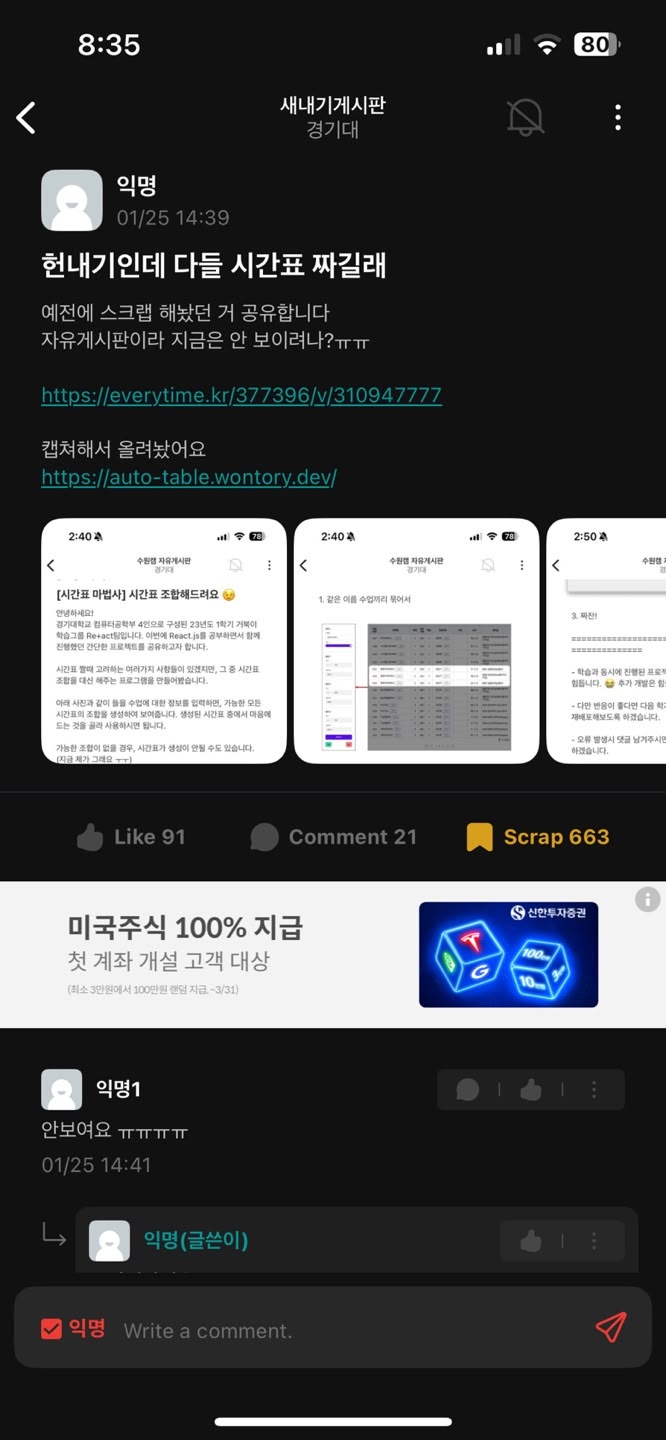 8:35
80
새내기게시판
경기대
익명
01/25 14:39
헌내기인데 다들 시간표 짜길래
예전에 스크랩 해놨던 거 공유합니다
자유게시판이라 지금은 안 보이려나?ㅠㅠ
https://everytime.kr/377396/v/310947777
캡쳐해서 올려놨어요
https://auto-table.wontory.dev/
2:40
78
수원캠 자유게시판
경기대
[시간표 마법사] 시간표 조합해드려요 😉
안녕하세요!
경기대학교 컴퓨터공학부 4인으로 구성된 23년도 1학기 거북이
학습그룹 Re+act팀입니다. 이번에 React.js를 공부하면서 함께
진행했던 간단한 프로젝트를 공유하고자 합니다.
시간표 짤때 고려하는 여러가지 사항들이 있겠지만, 그 중 시간표
조합을 대신 해주는 프로그램을 만들어봤습니다.
아래 사진과 같이 들을 수업에 대한 정보를 입력하면, 가능한 모든
시간표의 조합을 생성하여 보여줍니다. 생성된 시간표 중에서 마음에
드는 것을 골라 사용하시면 됩니다.
가능한 조합이 없을 경우, 시간표가 생성이 안될 수도 있습니다.
(지금 제가 그래요 ㅜㅜ)
2:40
78
수원캠 자유게시판
경기대
1. 같은 이름 수업끼리 묶어서
2:50
수원캠
3. 짜잔!
====================
==============
- 학습과 동시에 진행된 프로젝
힘듭니다. 😭 추가 개발은 힘
- 다만 반응이 좋다면 다음 학
재배포해보도록 하겠습니다.
- 오류 발생시 댓글 남겨주시면
하겠습니다.
Like 91
Comment 21
Scrap 663
미국주식 100% 지급
첫 계좌 개설 고객 대상
(최소 3만원에서 100만원 랜덤 지급, ~3/31)
신한투자증권
G
100
10
익명1
안보여요 ㅠㅠㅠㅠ
01/25 14:41
익명(글쓴이)
익명
Write a comment.